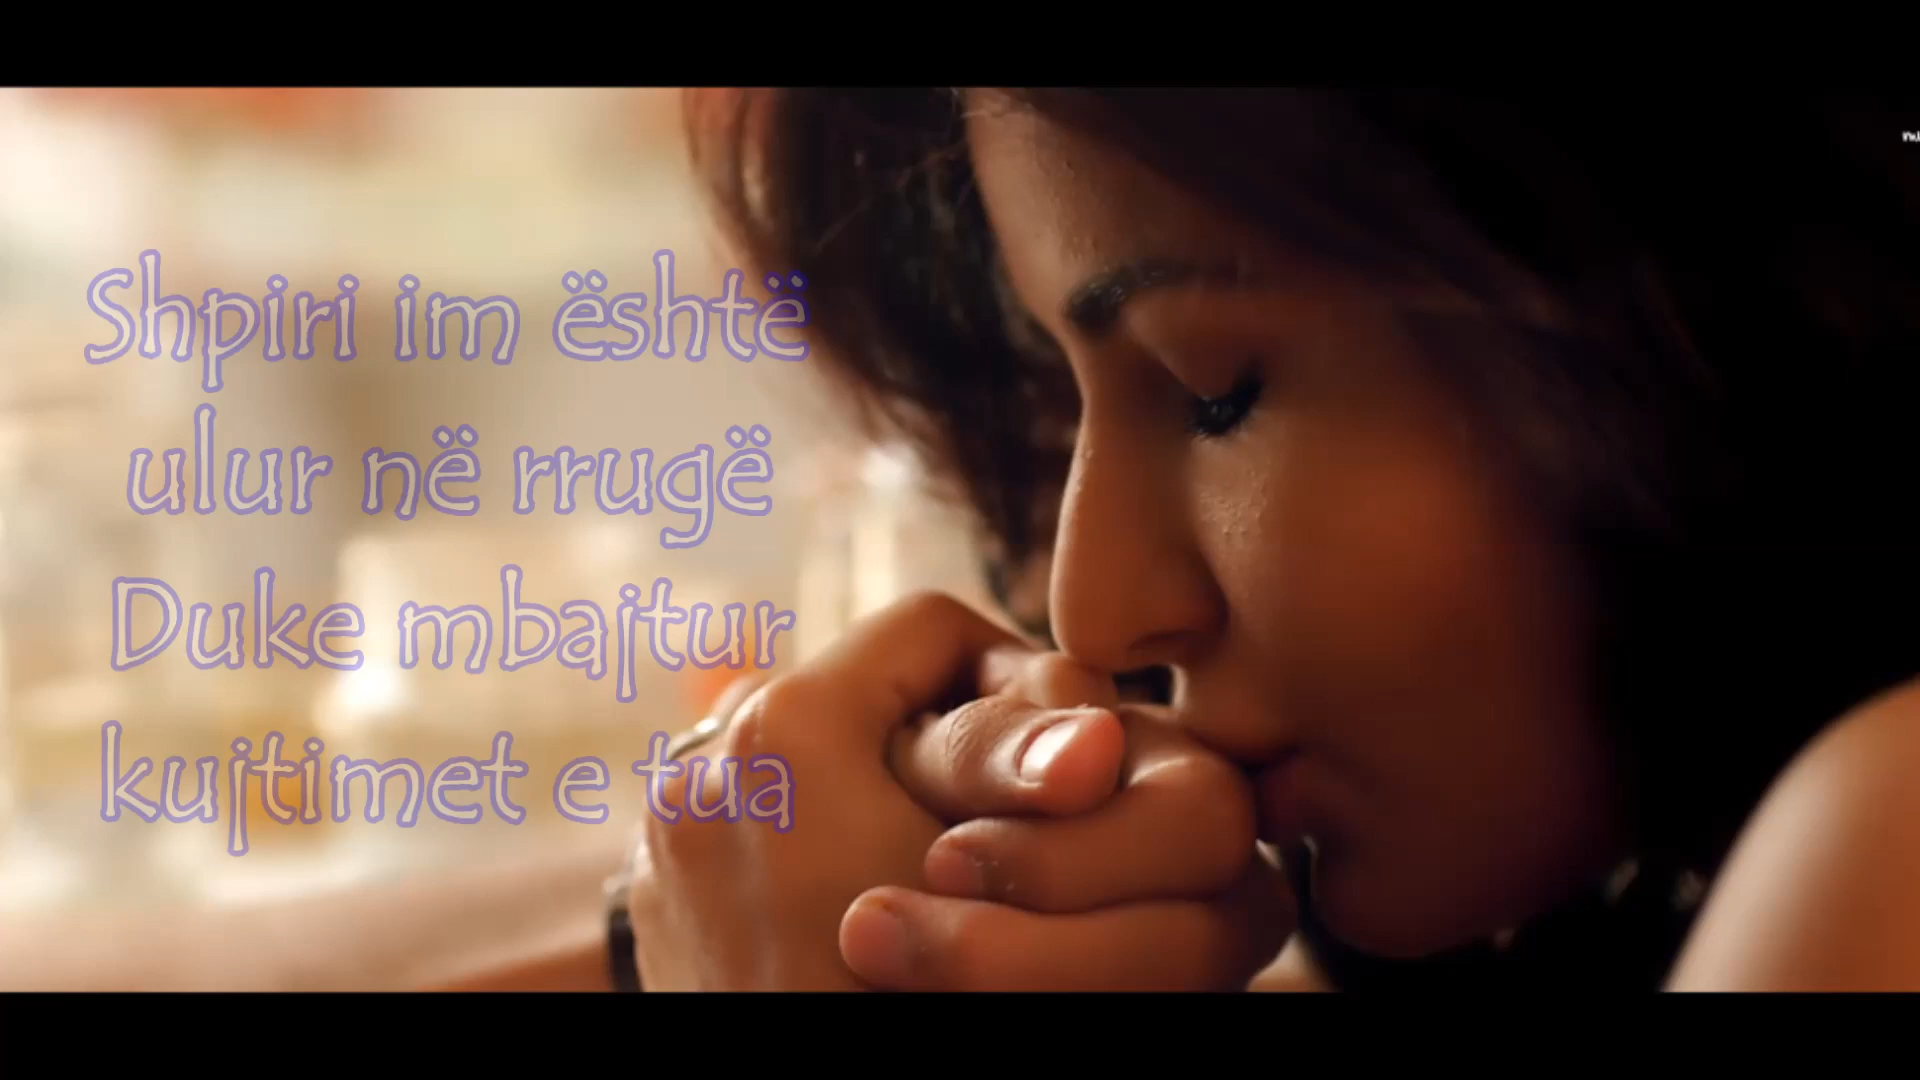 Shpiri im është
ulur në rrugë
Duke mbajtur
kujtimet e tua